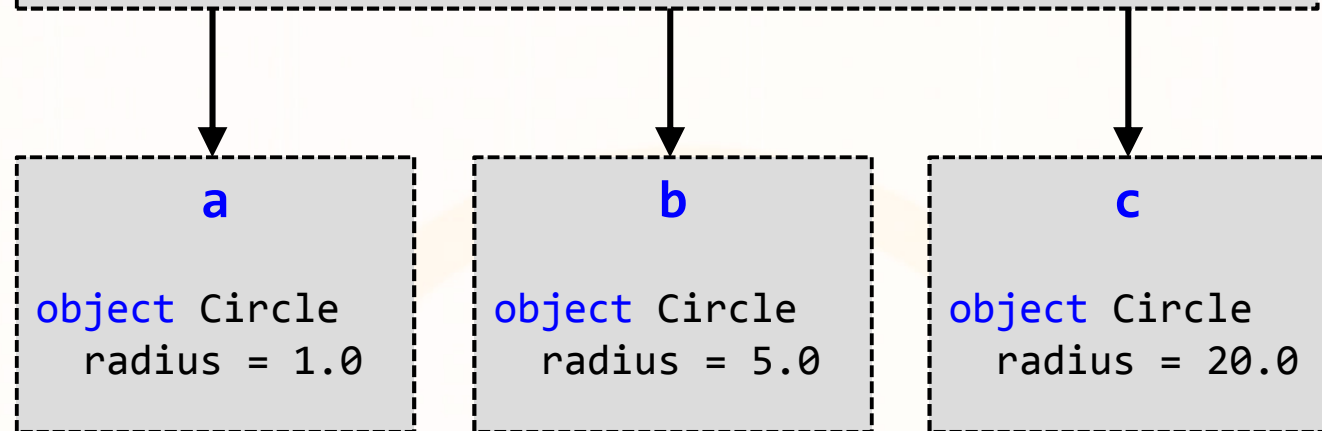 a
object Circle
radius = 1.0
b
object Circle
radius = 5.0
c
object Circle
radius = 20.0